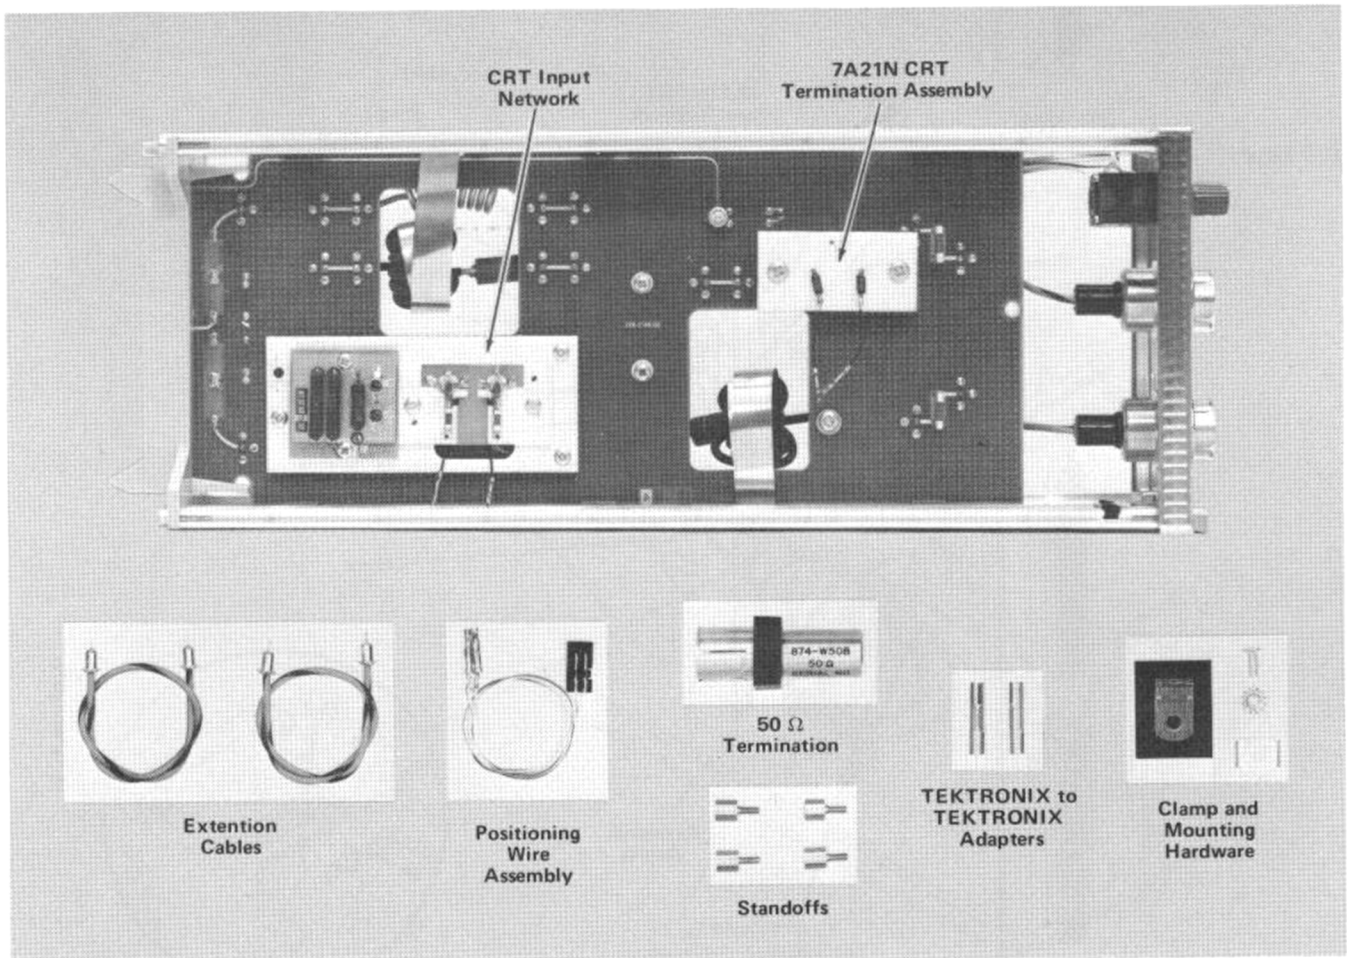 CRT Input
Network
7A21N CRT
Termination Assembly
874-W50B
50 Ω
50 Ω
Termination
Extention
Cables
Positioning
Wire
Assembly
Standoffs
TEKTRONIX to
TEKTRONIX
Adapters
Clamp and
Mounting
Hardware